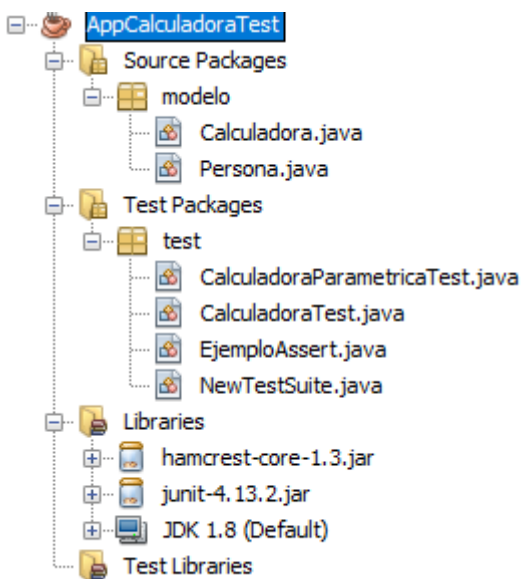 AppCalculadoraTest
Source Packages
modelo
Calculadora.java
Persona.java
Test Packages
test
CalculadoraParametricaTest.java
CalculadoraTest.java
EjemploAssert.java
NewTestSuite.java
Libraries
hamcrest-core-1.3.jar
junit-4.13.2.jar
JDK 1.8 (Default)
Test Libraries